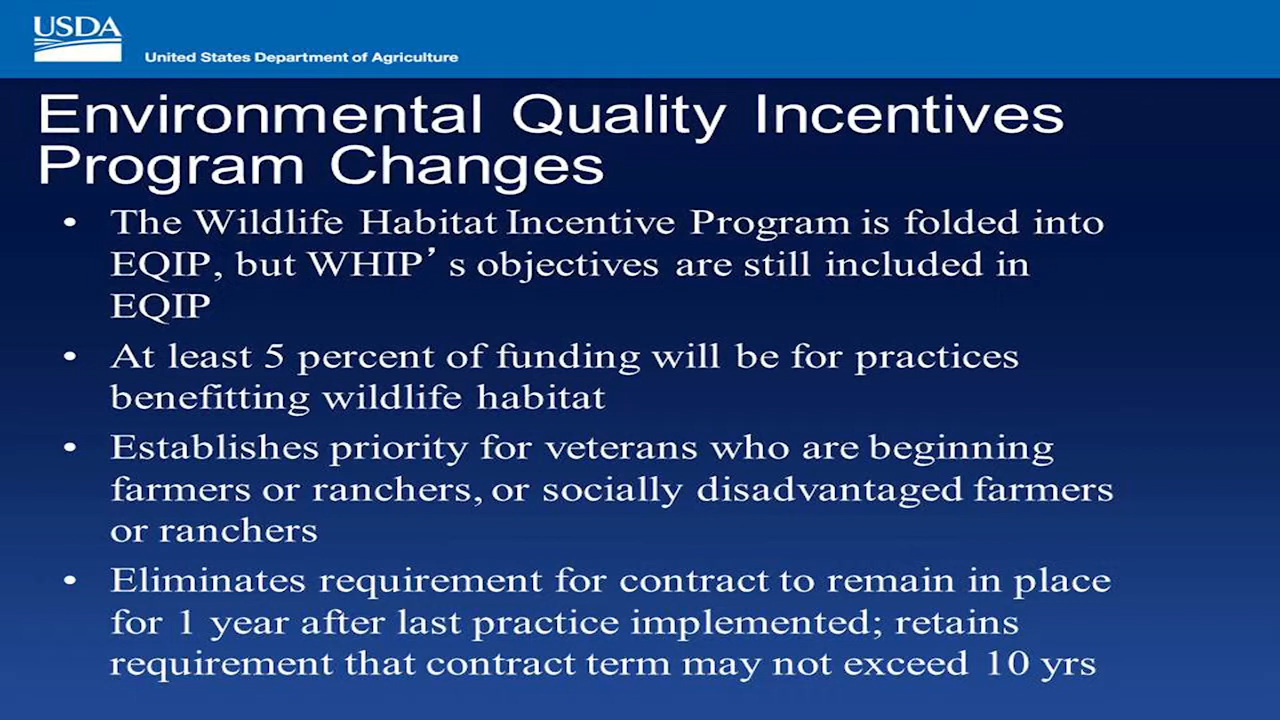 USDA
United States Department of Agriculture
Environmental Quality Incentives
Program Changes
• The Wildlife Habitat Incentive Program is folded into
EQIP, but WHIP’s objectives are still included in
EQIP
• At least 5 percent of funding will be for practices
benefitting wildlife habitat
• Establishes priority for veterans who are beginning
farmers or ranchers, or socially disadvantaged farmers
or ranchers
• Eliminates requirement for contract to remain in place
for 1 year after last practice implemented; retains
requirement that contract term may not exceed 10 yrs